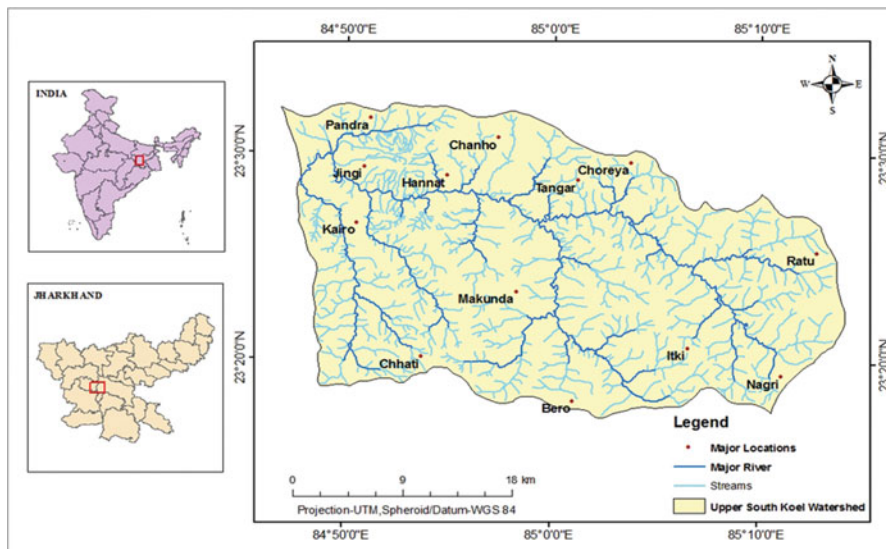 84°50'0"E 85°0'0"E 85°10'0"E
INDIA
N
W E
S
23°30'0"N
23°30'0"N
Pandra
Chanho
Jingi
Hannat
Tangar
Choreya
Kairo
Ratu
JHARKHAND
Makunda
23°20'0"N
23°20'0"N
Chhati
Itki
Nagri
Bero
Legend
Major Locations
Major River
Streams
Upper South Koel Watershed
0 9 18 km
Projection-UTM,Spheroid/Datum-WGS 84
84°50'0"E 85°0'0"E 85°10'0"E